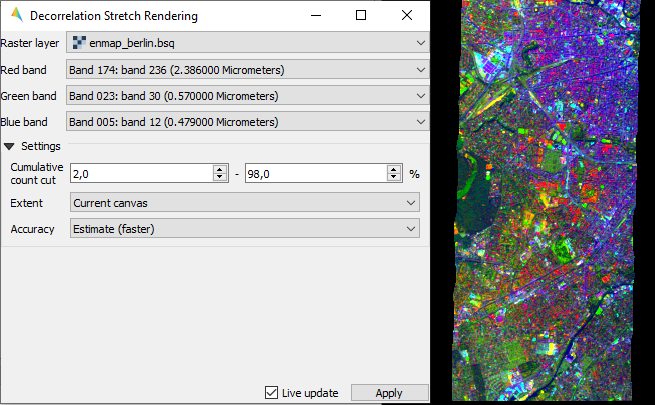 Decorrelation Stretch Rendering
Raster layer enmap_berlin.bsq
Red band Band 174: band 236 (2.386000 Micrometers)
Green band Band 023: band 30 (0.570000 Micrometers)
Blue band Band 005: band 12 (0.479000 Micrometers)
Settings
Cumulative
count cut 2,0 - 98,0 %
Extent Current canvas
Accuracy Estimate (faster)
Live update Apply